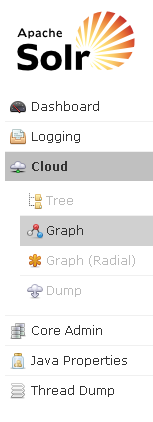 Apache
Solr
Dashboard
Logging
Cloud
Tree
Graph
Graph (Radial)
Dump
Core Admin
Java Properties
Thread Dump